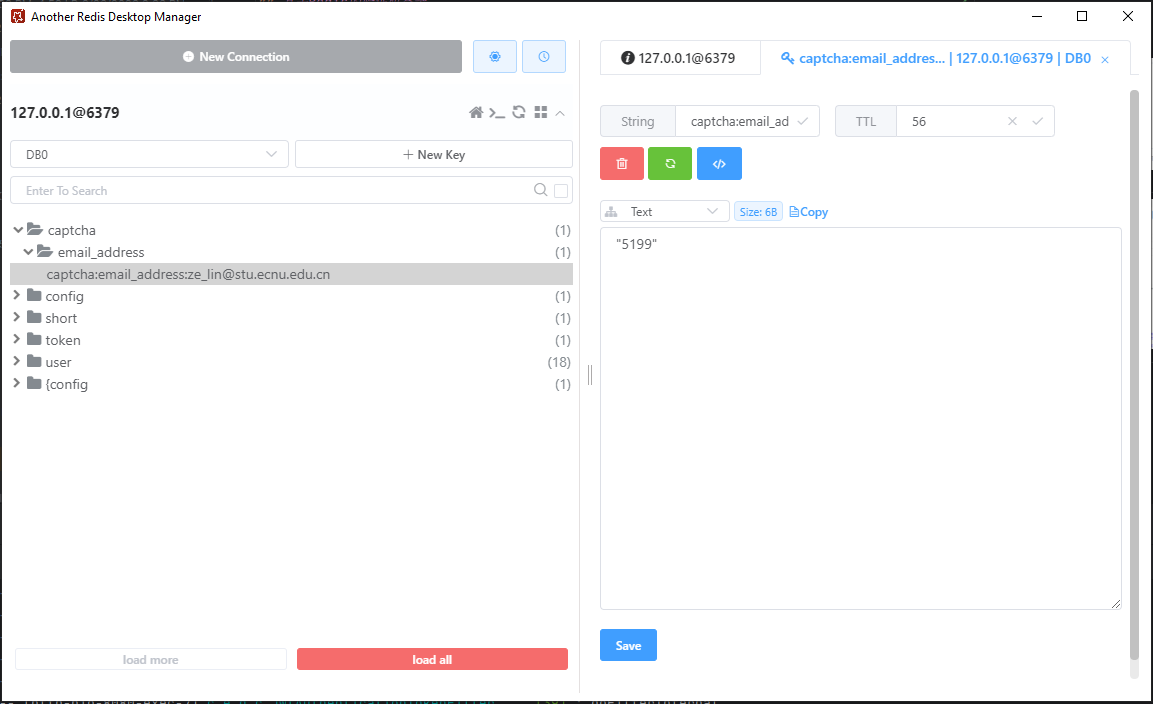 Another Redis Desktop Manager
New Connection
127.0.0.1@6379
DB0
New Key
Enter To Search
captcha (1)
email_address (1)
captcha:email_address:ze_lin@stu.ecnu.edu.cn
config (1)
short (1)
token (1)
user (18)
{config (1)
load more
load all
127.0.0.1@6379
captcha:email_addres... | 127.0.0.1@6379 | DB0
String captcha:email_ad
TTL 56
Text Size: 6B Copy
"5199"
Save